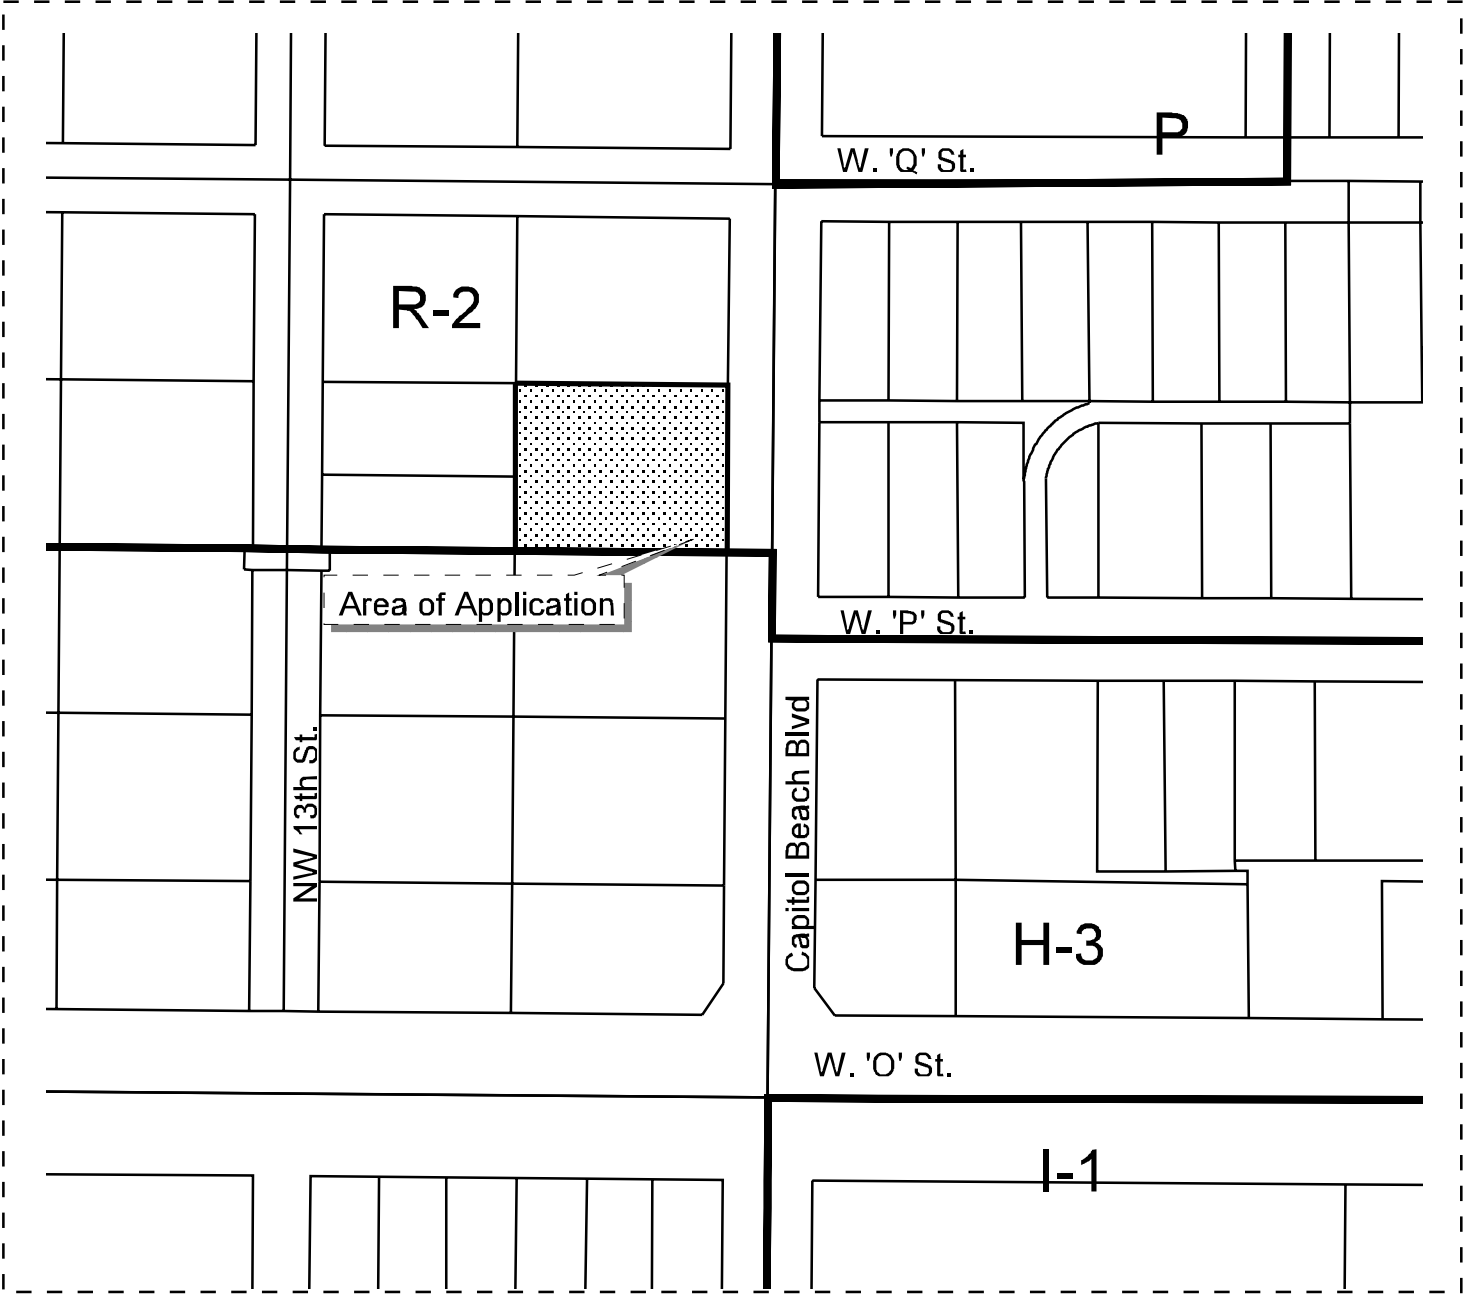 P
W. 'Q' St.
R-2
Area of Application
W. 'P' St.
NW 13th St.
Capitol Beach Blvd
H-3
W. 'O' St.
I-1